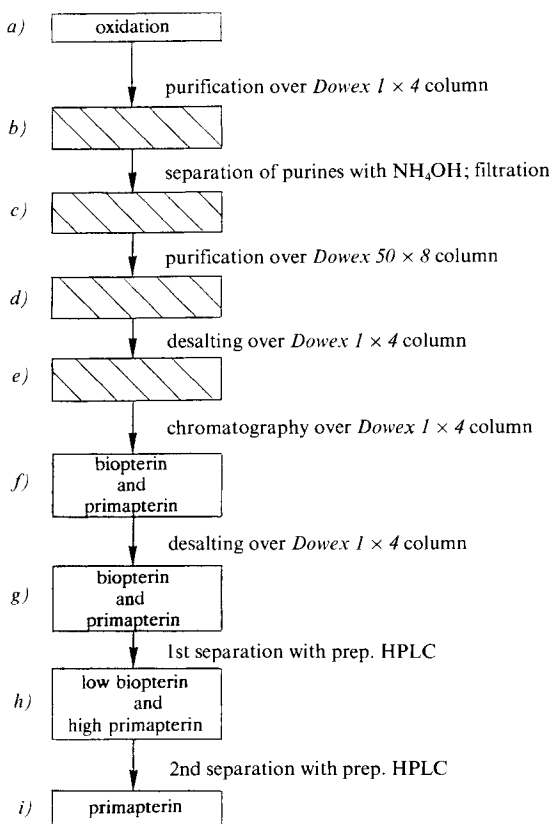 a) oxidation
purification over Dowex 1 × 4 column
b)
separation of purines with NH₄OH; filtration
c)
purification over Dowex 50 × 8 column
d)
desalting over Dowex 1 × 4 column
e)
chromatography over Dowex 1 × 4 column
biopterin
f) and
primapterin
desalting over Dowex 1 × 4 column
biopterin
g) and
primapterin
1st separation with prep. HPLC
low biopterin
h) and
high primapterin
2nd separation with prep. HPLC
i) primapterin